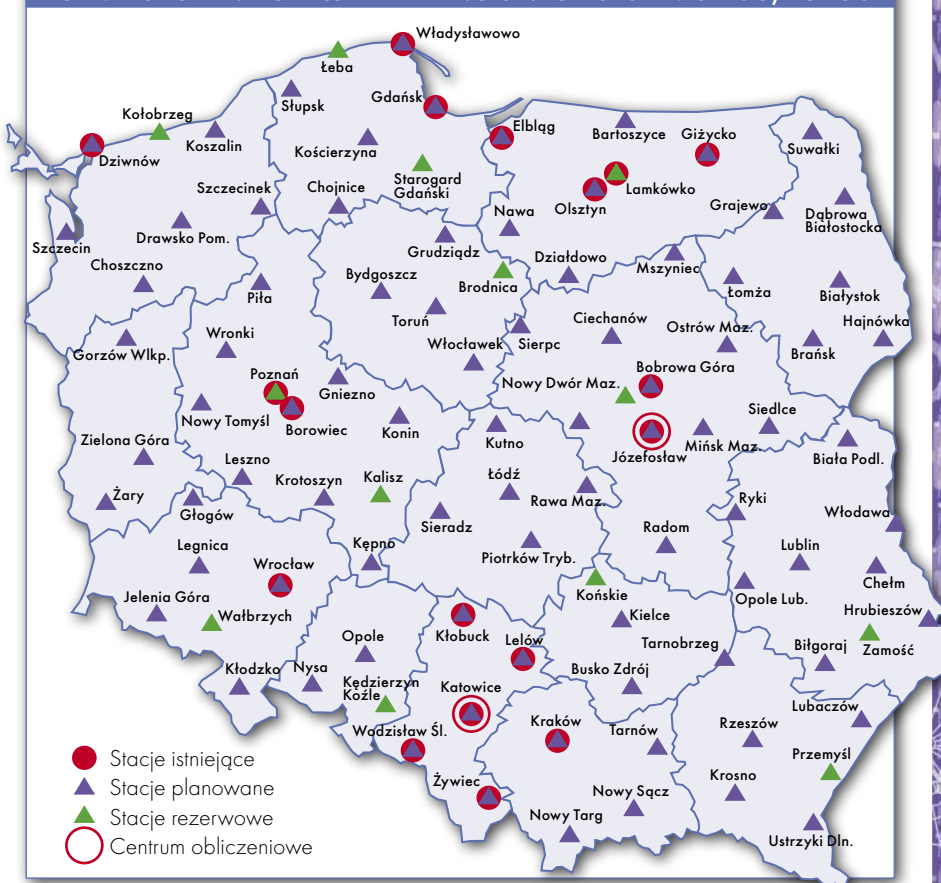 Władysławowo
Łeba
Słupsk
Gdańsk
Kołobrzeg
Koszalin
Dziwnów
Kościerzyna
Elbląg
Bartoszyce
Giżycko
Suwałki
Starogard
Gdański
Lamkówko
Olsztyn
Szczecinek
Chojnice
Nawa
Grajewo
Dąbrowa
Białostocka
Szczecin
Drawsko Pom.
Grudziądz
Choszczno
Bydgoszcz
Brodnica
Działdowo
Mszyniec
Łomża
Białystok
Piła
Toruń
Wronki
Włocławek
Sierpc
Ciechanów
Ostrów Maz.
Hajnówka
Gorzów Wlkp.
Brańsk
Poznań
Gniezno
Nowy Dwór Maz.
Bobrowa Góra
Nowy Tomyśl
Borowiec
Konin
Kutno
Siedlce
Mińsk Maz.
Józefosław
Zielona Góra
Biała Podl.
Leszno
Krotoszyn
Kalisz
Łódź
Rawa Maz.
Żary
Głogów
Sieradz
Ryki
Włodawa
Radom
Legnica
Kępno
Piotrków Tryb.
Lublin
Wrocław
Chełm
Końskie
Opole Lub.
Jelenia Góra
Wałbrzych
Kłobuck
Kielce
Hrubieszów
Zamość
Opole
Lelów
Tarnobrzeg
Biłgoraj
Kłodzko
Nysa
Kędzierzyn
Koźle
Katowice
Busko Zdrój
Lubaczów
Wodzisław Śl.
Kraków
Tarnów
Rzeszów
Przemyśl
Żywiec
Nowy Sącz
Krosno
Nowy Targ
Ustrzyki Dln.
Stacje istniejące
Stacje planowane
Stacje rezerwowe
Centrum obliczeniowe